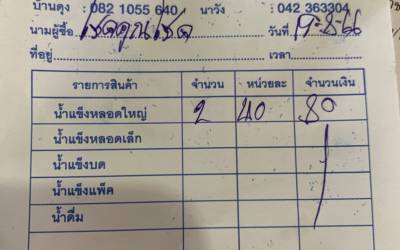 บ้านดุง : 082 1055 640 นาวัง : 042 363304
นามผู้ซื้อ โชคคูณโชค วันที่ 19-8-66
ที่อยู่ เวลา
รายการสินค้า จำนวน หน่วยละ จำนวนเงิน
น้ำแข็งหลอดใหญ่ 2 40 80
น้ำแข็งหลอดเล็ก
น้ำแข็งบด
น้ำแข็งแพ็ค
น้ำดื่ม